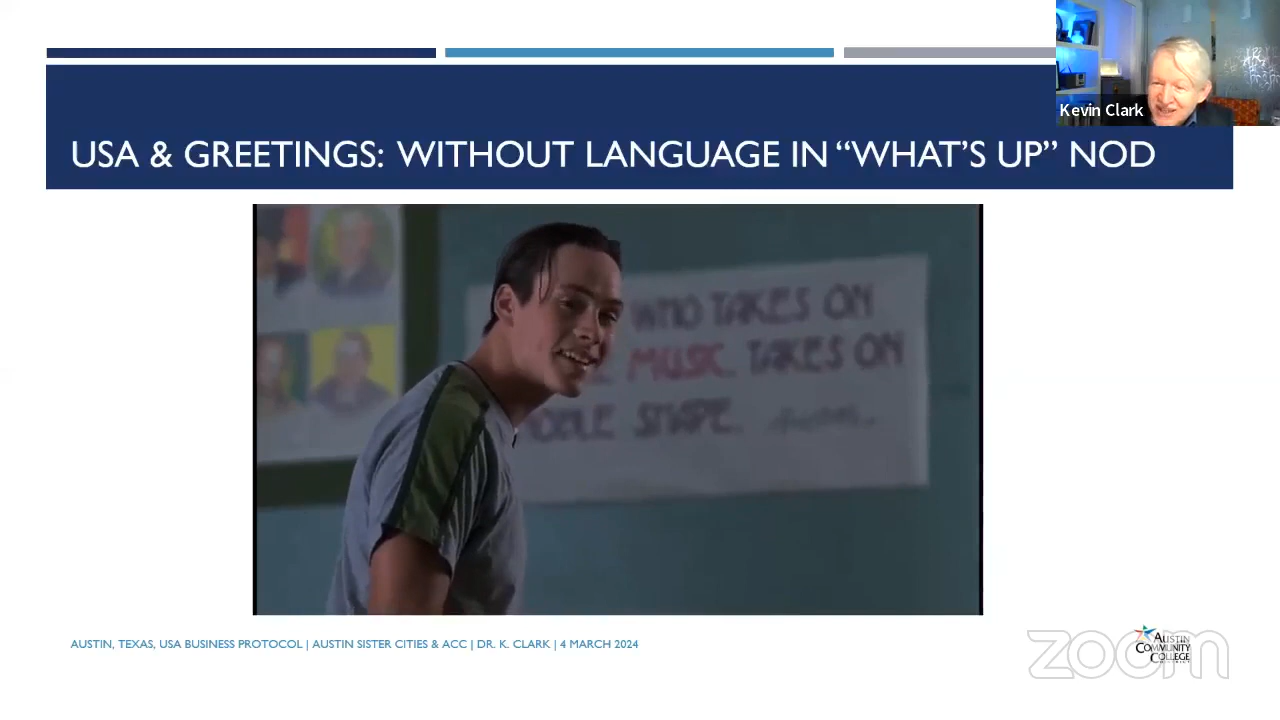 Kevin Clark
USA & GREETINGS: WITHOUT LANGUAGE IN “WHAT’S UP” NOD
WHO TAKES ON
MUSIC TAKES ON
SHAPE.
AUSTIN, TEXAS, USA BUSINESS PROTOCOL | AUSTIN SISTER CITIES & ACC | DR. K. CLARK | 4 MARCH 2024
zoom
AUSTIN
COMMUNITY
COLLEGE